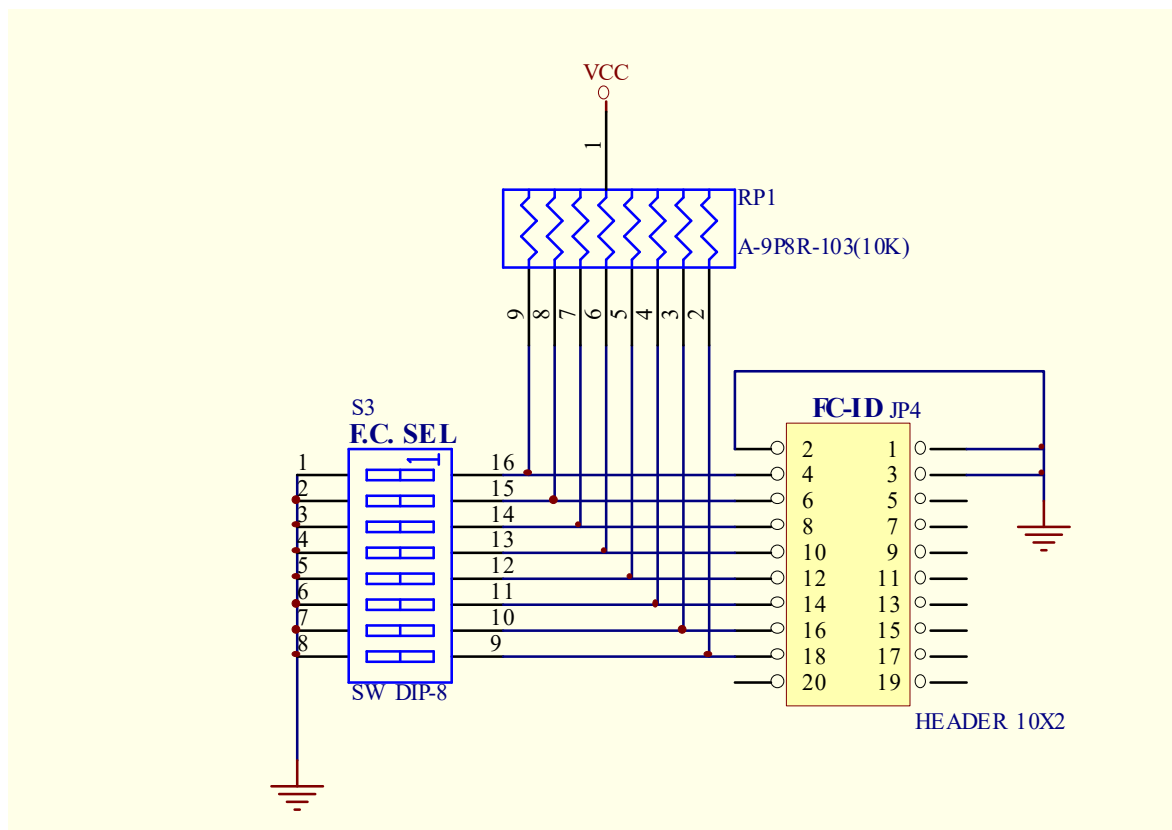 VCC
1
RP1
A-9P8R-103(10K)
9 8 7 6 5 4 3 2
S3
F.C. SEL
FC-ID JP4
1
1 16
2 15
3 14
4 13
5 12
6 11
7 10
8 9
2 1
4 3
6 5
8 7
10 9
12 11
14 13
16 15
18 17
20 19
SW DIP-8
HEADER 10X2